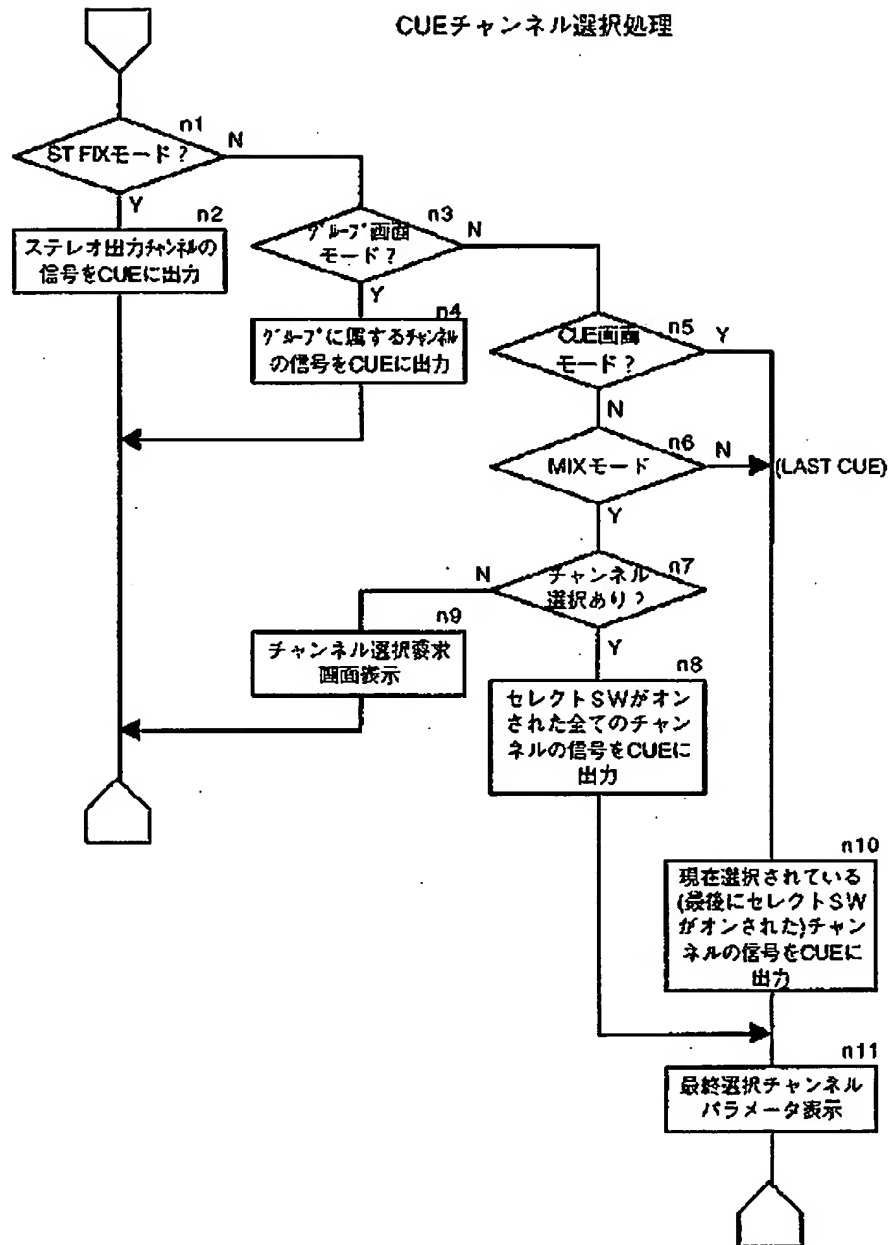 CUEチャンネル選択処理
n1
ST FIXモード?
N
Y
n2
ステレオ出力チャンネルの
信号をCUEに出力
n3
グループ画面
モード?
N
Y
n4
グループに属するチャンネル
の信号をCUEに出力
n5
CUE画面
モード?
Y
N
n6
MIXモード
N
(LAST CUE)
Y
n7
チャンネル
選択あり?
N
Y
n9
チャンネル選択要求
画面表示
n8
セレクトSWがオン
された全てのチャン
ネルの信号をCUEに
出力
n10
現在選択されている
(最後にセレクトSW
がオンされた)チャン
ネルの信号をCUEに
出力
n11
最終選択チャンネル
パラメータ表示